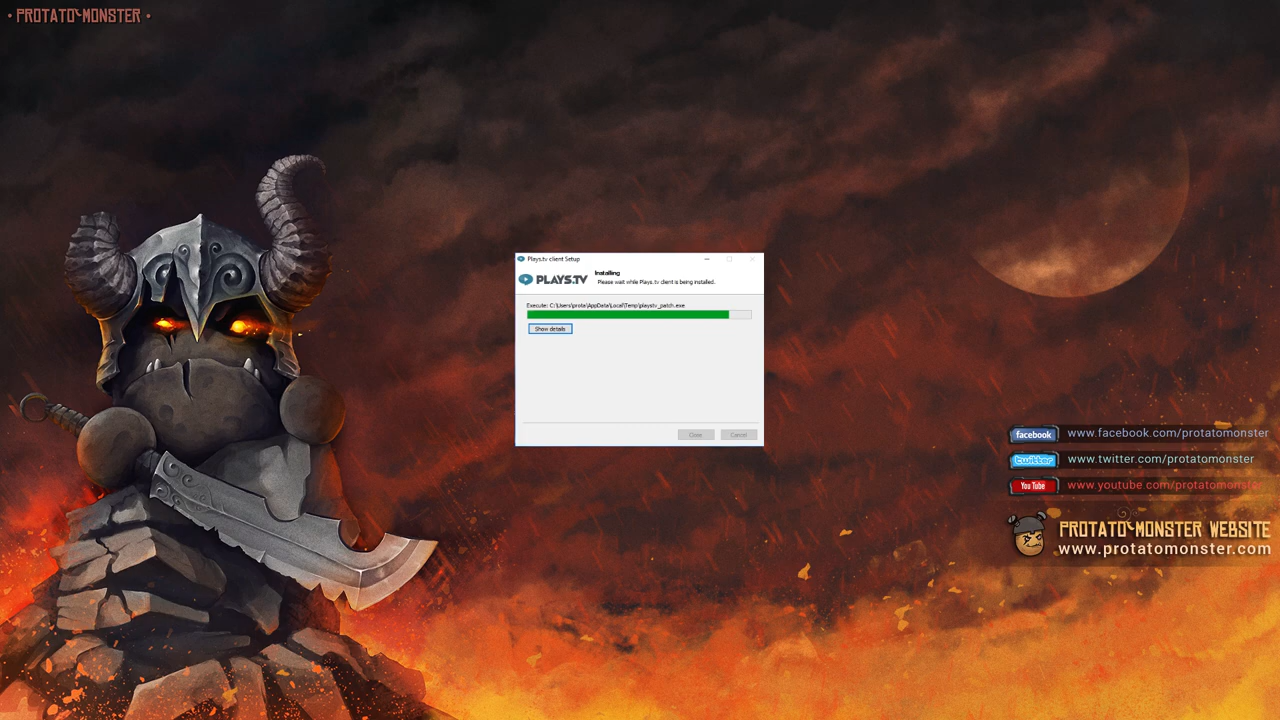 • PROTATO-MONSTER •
Plays.tv client Setup
PLAYS.TV
Installing
Please wait while Plays.tv client is being installed.
Execute: C:\Users\prota\AppData\Local\Temp\playstv_patch.exe
Show details
Close
Cancel
facebook
www.facebook.com/protatomonster
twitter
www.twitter.com/protatomonster
You Tube
www.youtube.com/protatomonster
PROTATO-MONSTER WEBSITE
www.protatomonster.com